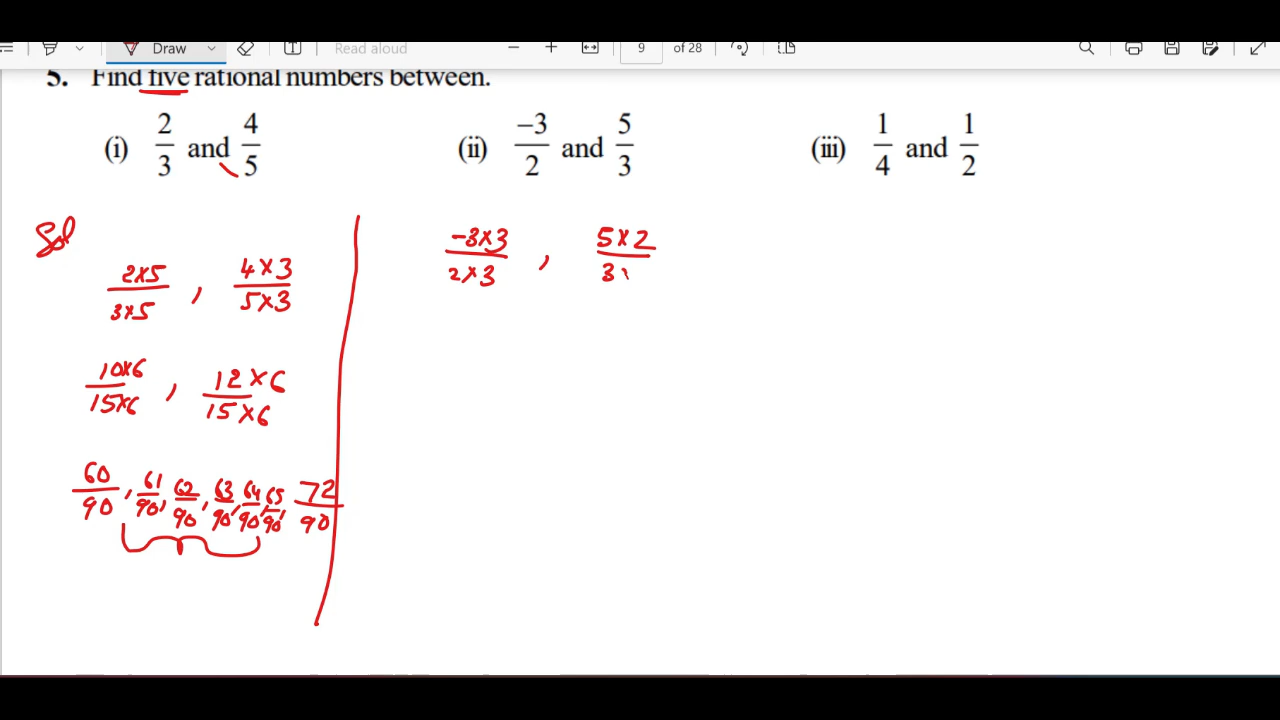 Draw Read aloud 9 of 28
5. Find five rational numbers between.
(i) 2/3 and 4/5 (ii) −3/2 and 5/3 (iii) 1/4 and 1/2
Sol
2×5/3×5 , 4×3/5×3
10×6/15×6 , 12×6/15×6
60/90 , 61/90 , 62/90 , 63/90 , 64/90 , 65/90 , 72/90
-3×3/2×3 , 5×2/3